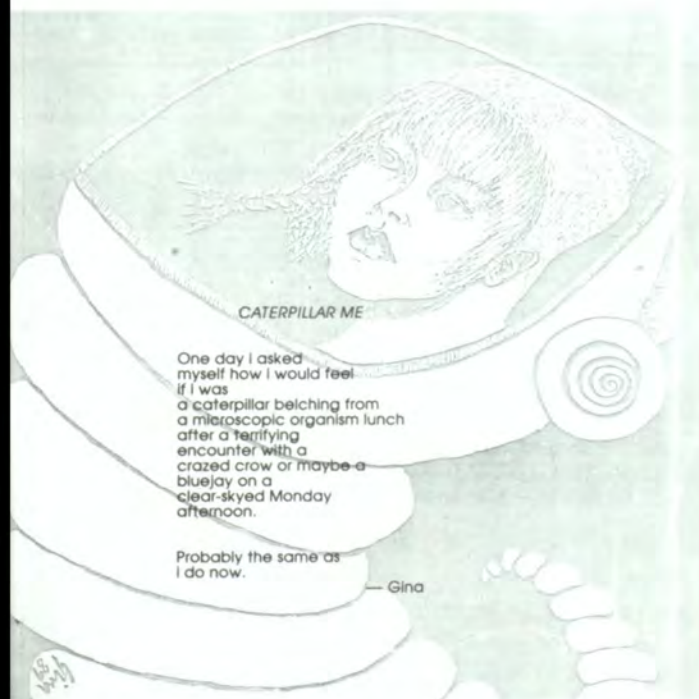 CATERPILLAR ME
One day I asked
myself how I would feel
if I was
a caterpillar belching from
a microscopic organism lunch
after a terrifying
encounter with a
crazed crow or maybe a
bluejay on a
clear-skyed Monday
afternoon.
Probably the same as
I do now.
— Gina